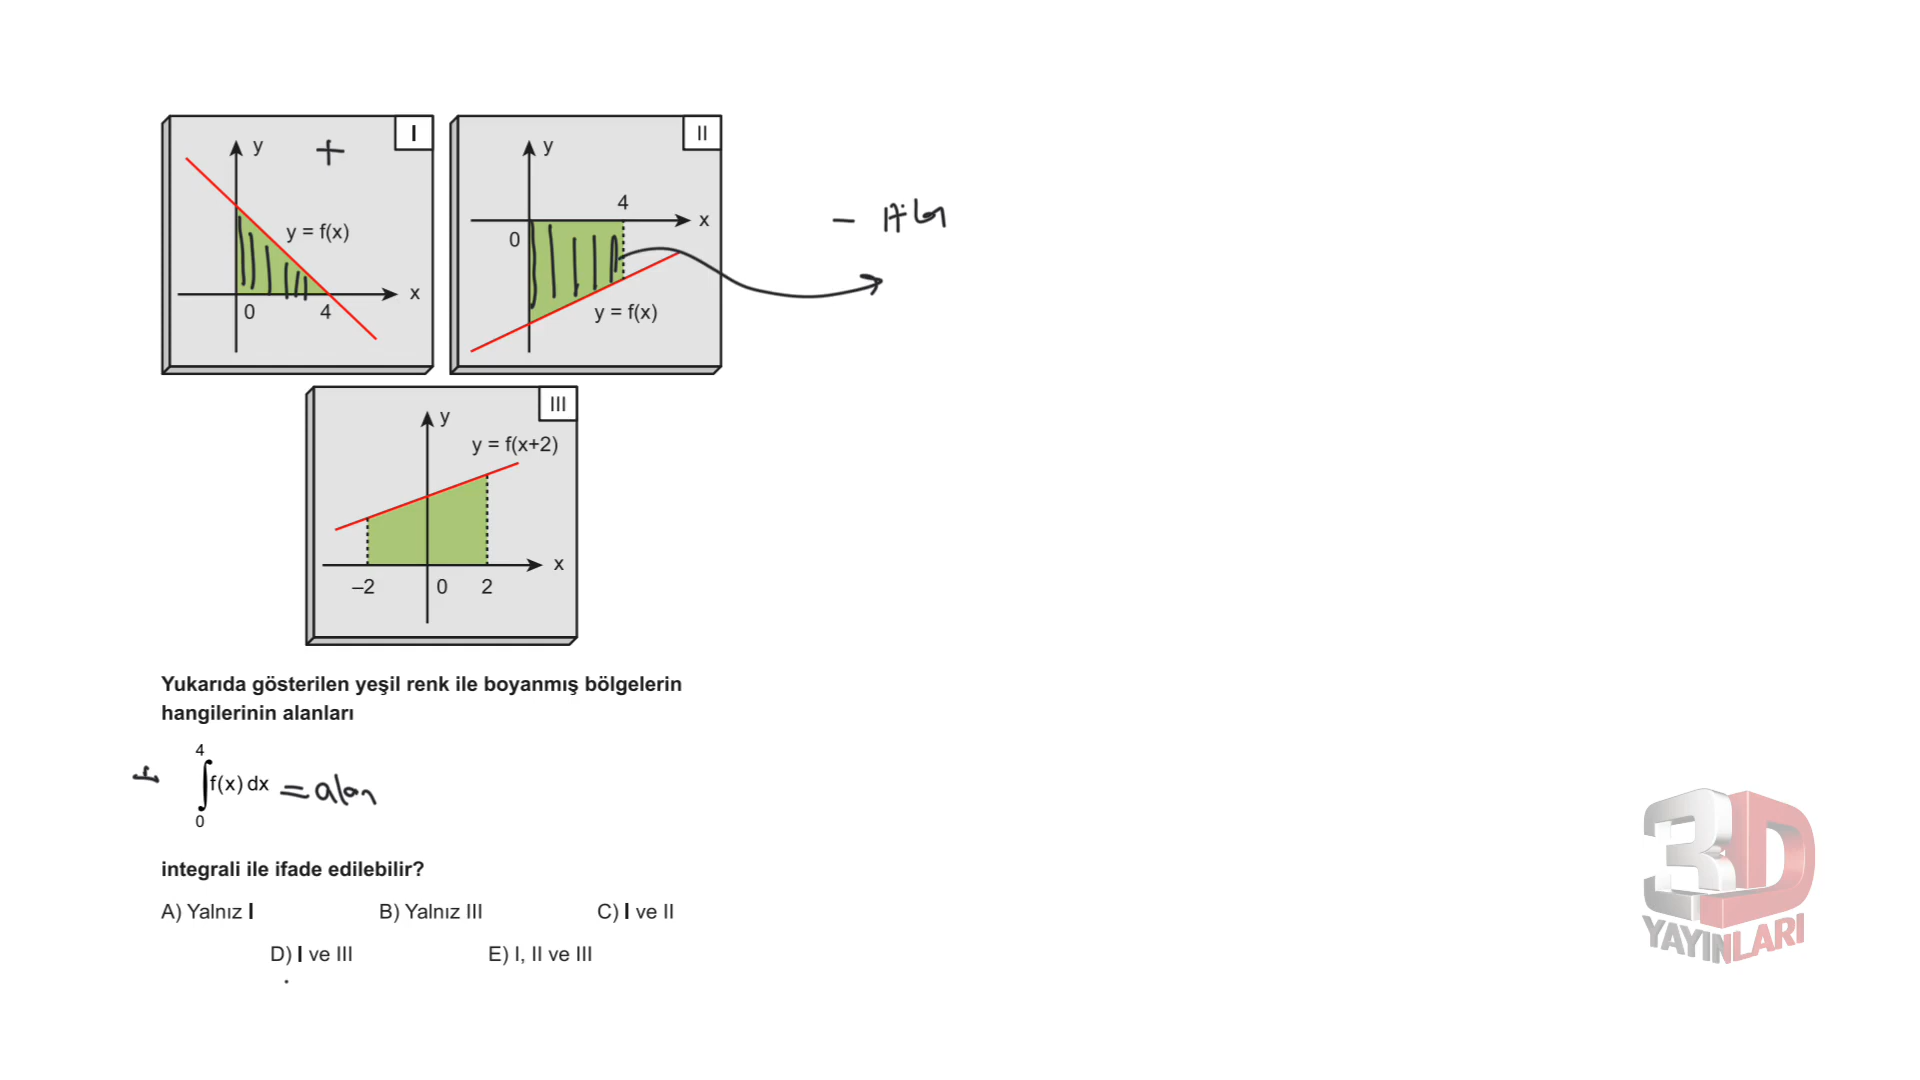 I
y
+
y = f(x)
x
0
4
II
y
4
x
0
y = f(x)
-
III
y
y = f(x+2)
x
–2
0
2
Yukarıda gösterilen yeşil renk ile boyanmış bölgelerin
hangilerinin alanları
4
∫f(x) dx = alan
0
integrali ile ifade edilebilir?
A) Yalnız I B) Yalnız III C) I ve II
D) I ve III E) I, II ve III
3D
YAYINLARI